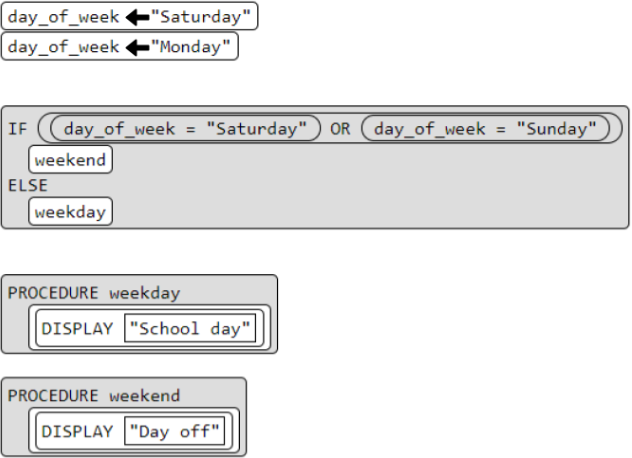 day_of_week ← "Saturday"
day_of_week ← "Monday"
IF day_of_week = "Saturday" OR day_of_week = "Sunday"
weekend
ELSE
weekday
PROCEDURE weekday
DISPLAY "School day"
PROCEDURE weekend
DISPLAY "Day off"